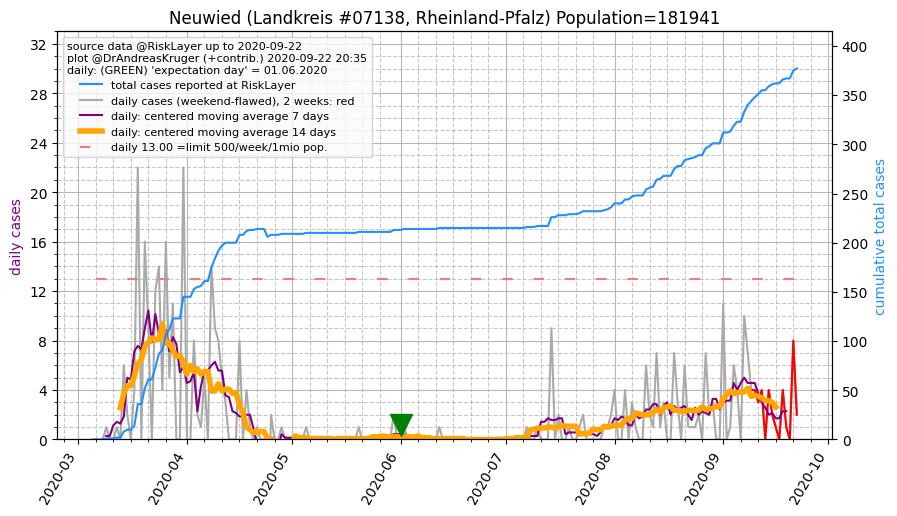 Neuwied (Landkreis #07138, Rheinland-Pfalz) Population=181941
source data @RiskLayer up to 2020-09-22
plot @DrAndreasKruger (+contrib.) 2020-09-22 20:35
daily: (GREEN) 'expectation day' = 01.06.2020
total cases reported at RiskLayer
daily cases (weekend-flawed), 2 weeks: red
daily: centered moving average 7 days
daily: centered moving average 14 days
daily 13.00 =limit 500/week/1mio pop.
daily cases
32
28
24
20
16
12
8
4
0
400
350
300
250
200
150
100
50
0
cumulative total cases
2020-03
2020-04
2020-05
2020-06
2020-07
2020-08
2020-09
2020-10